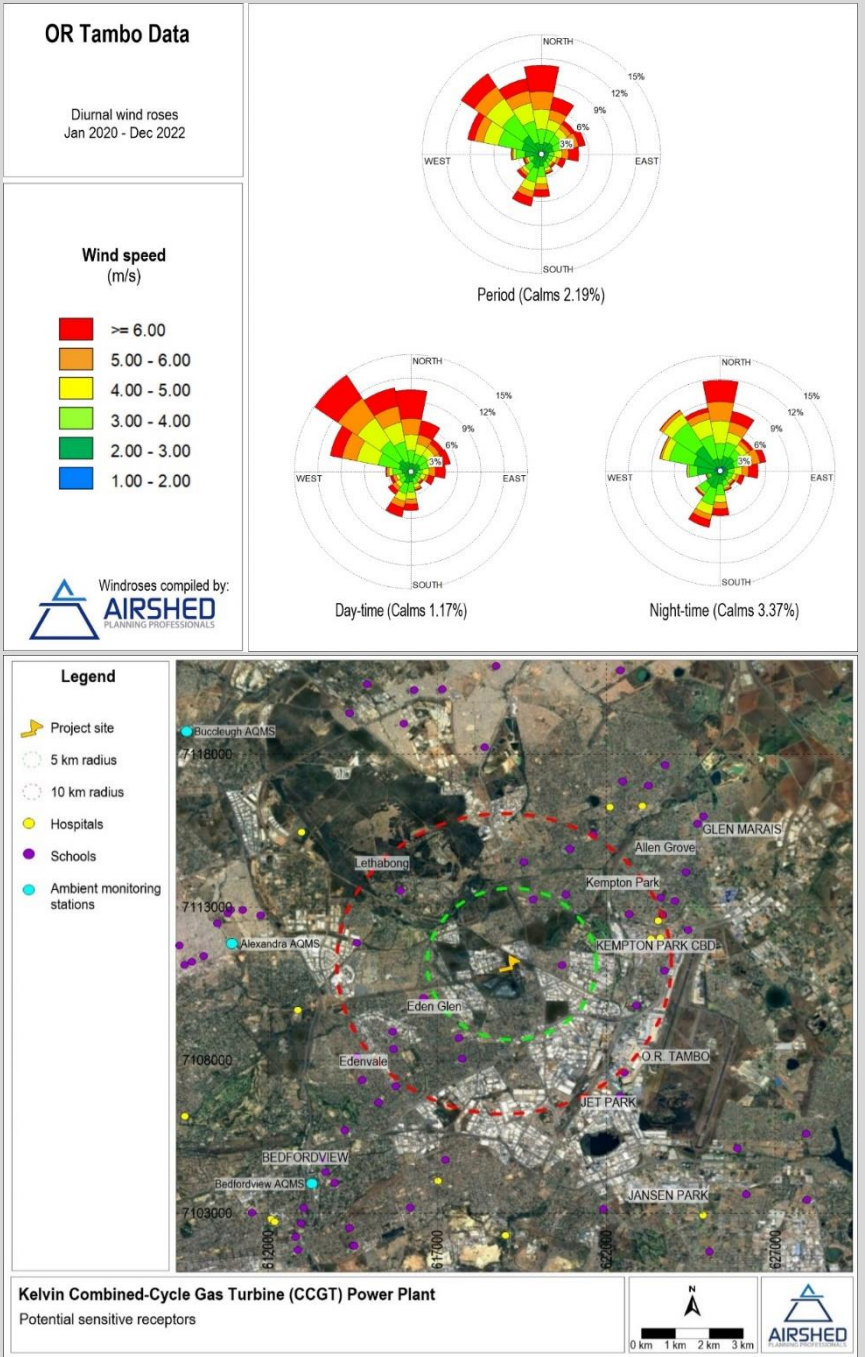 OR Tambo Data
Diurnal wind roses
Jan 2020 - Dec 2022
Wind speed
(m/s)
>= 6.00
5.00 - 6.00
4.00 - 5.00
3.00 - 4.00
2.00 - 3.00
1.00 - 2.00
Windroses compiled by:
AIRSHED
PLANNING PROFESSIONALS
NORTH
15%
12%
9%
6%
3%
WEST
EAST
SOUTH
Period (Calms 2.19%)
NORTH
15%
12%
9%
6%
3%
WEST
EAST
SOUTH
Day-time (Calms 1.17%)
NORTH
15%
12%
9%
6%
3%
WEST
EAST
SOUTH
Night-time (Calms 3.37%)
Legend
Project site
5 km radius
10 km radius
Hospitals
Schools
Ambient monitoring
stations
Buccleugh AQMS
7118000
GLEN MARAIS
Allen Grove
Lethabong
Kempton Park
7113000
Alexandra AQMS
KEMPTON PARK CBD
Eden Glen
7108000
Edenvale
O.R. TAMBO
JET PARK
BEDFORDVIEW
Bedfordview AQMS
JANSEN PARK
7103000
612000
617000
622000
627000
Kelvin Combined-Cycle Gas Turbine (CCGT) Power Plant
Potential sensitive receptors
N
0 km 1 km 2 km 3 km
AIRSHED
PLANNING PROFESSIONALS